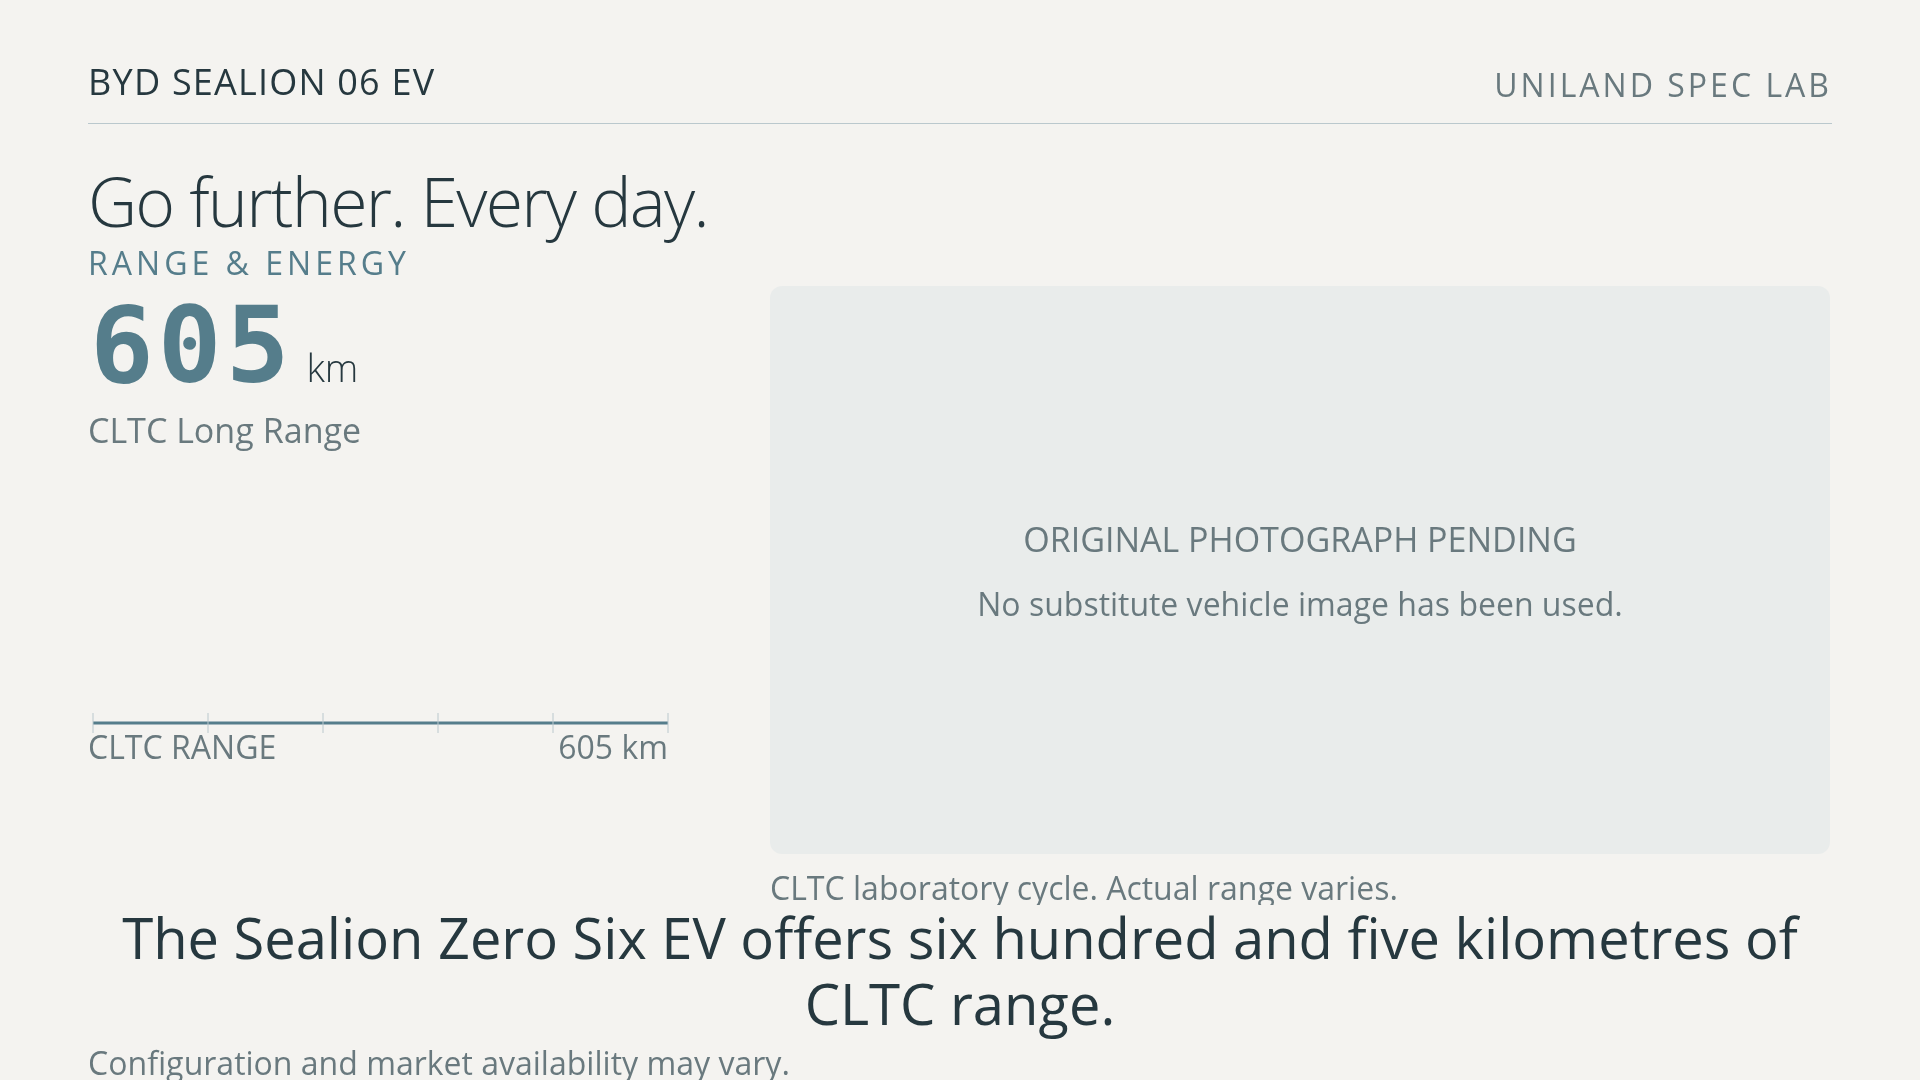 BYD SEALION 06 EV
UNILAND SPEC LAB
Go further. Every day.
RANGE & ENERGY
605 km
CLTC Long Range
ORIGINAL PHOTOGRAPH PENDING
No substitute vehicle image has been used.
CLTC RANGE
605 km
CLTC laboratory cycle. Actual range varies.
The Sealion Zero Six EV offers six hundred and five kilometres of
CLTC range.
Configuration and market availability may vary.